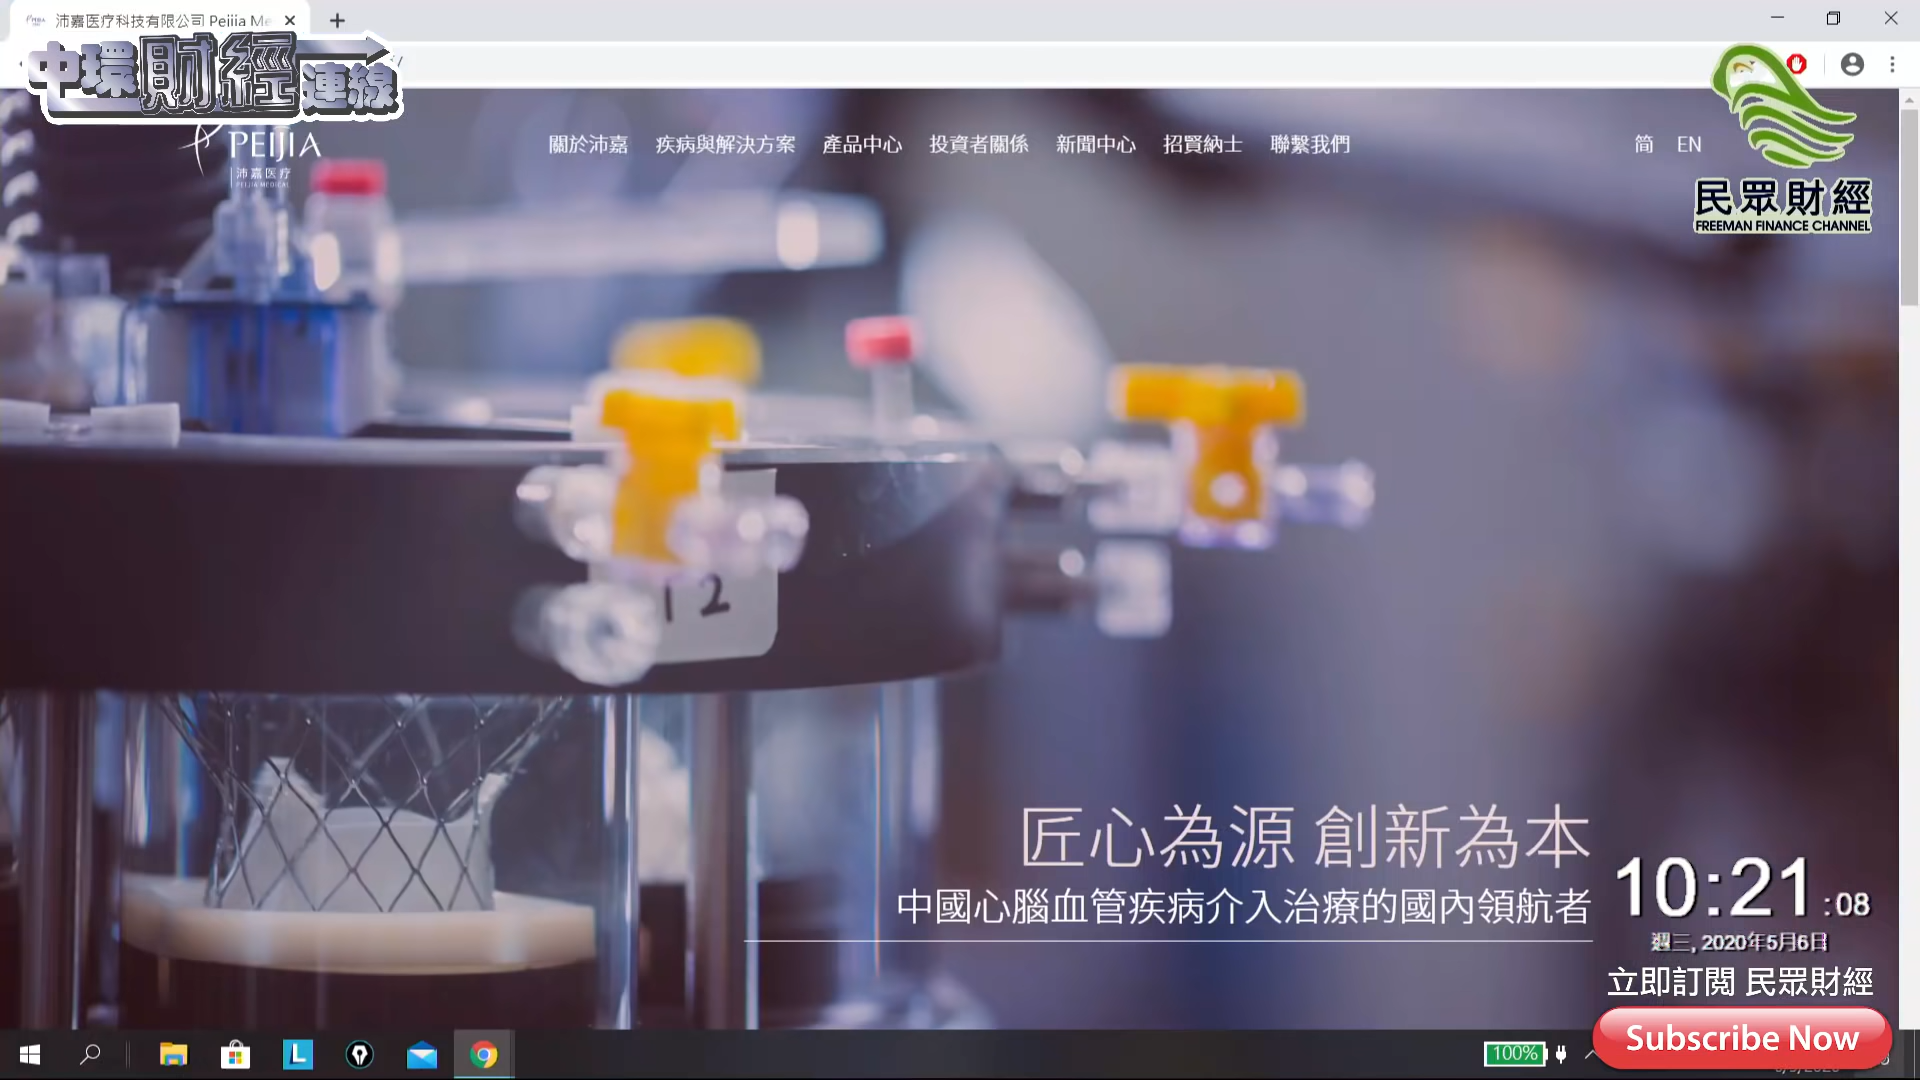 沛嘉医疗科技有限公司 Peijia Me
中環財經連線
PEIJIA
沛嘉医疗
PEIJIA MEDICAL
關於沛嘉
疾病與解決方案
產品中心
投資者關係
新聞中心
招賢納士
聯繫我們
简
EN
民眾財經
FREEMAN FINANCE CHANNEL
12
匠心為源 創新為本
中國心腦血管疾病介入治療的國內領航者
10:21:08
週三, 2020年5月6日
立即訂閱 民眾財經
Subscribe Now
100%